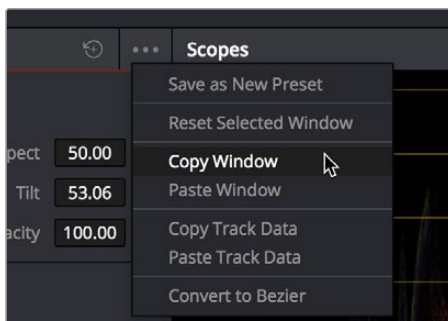 Scopes
Save as New Preset
Reset Selected Window
pect 50.00
Copy Window
Tilt 53.06
Paste Window
acity 100.00
Copy Track Data
Paste Track Data
Convert to Bezier